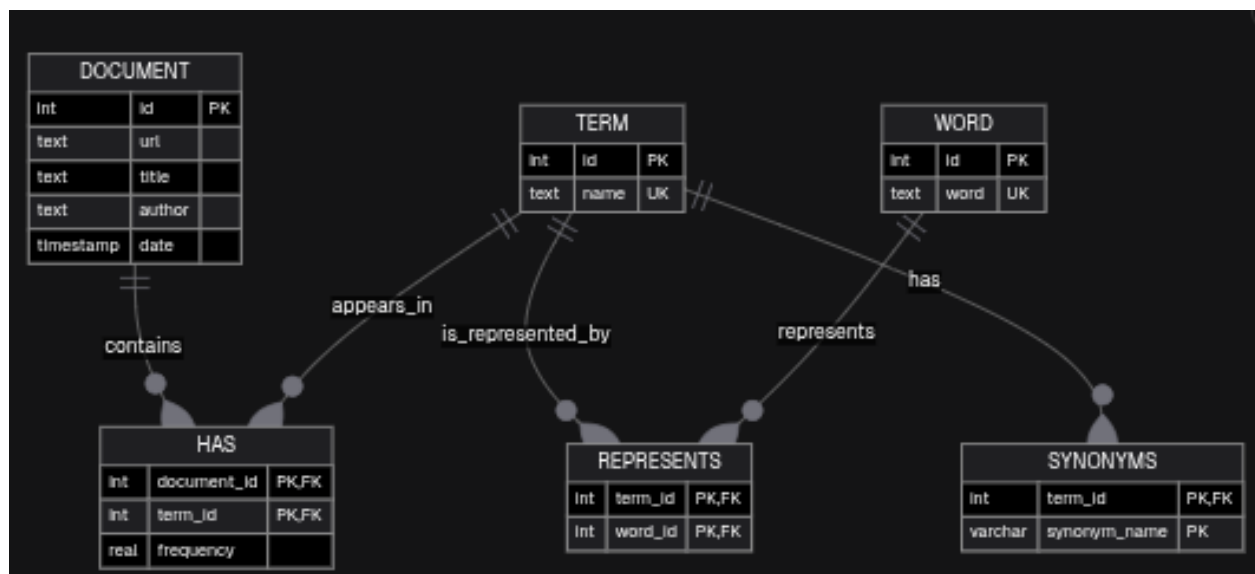 DOCUMENT
int id PK
text url
text title
text author
timestamp date
TERM
int id PK
text name UK
WORD
int id PK
text word UK
has
appears_in
is_represented_by
represents
contains
HAS
int document_id PK,FK
int term_id PK,FK
real frequency
REPRESENTS
int term_id PK,FK
int word_id PK,FK
SYNONYMS
int term_id PK,FK
varchar synonym_name PK